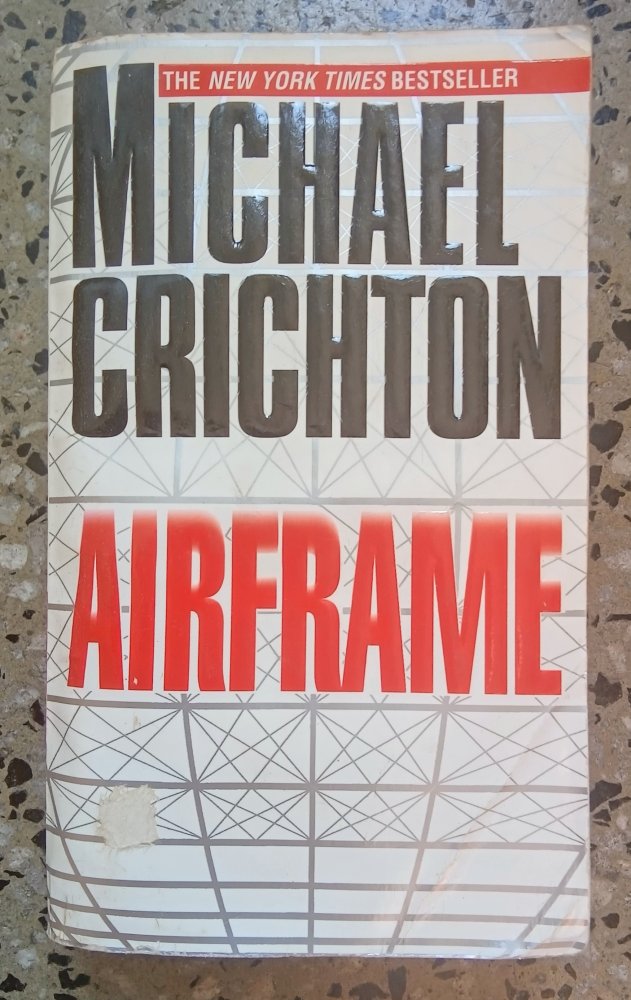 THE NEW YORK TIMES BESTSELLER
MICHAEL
CRICHTON
AIRFRAME